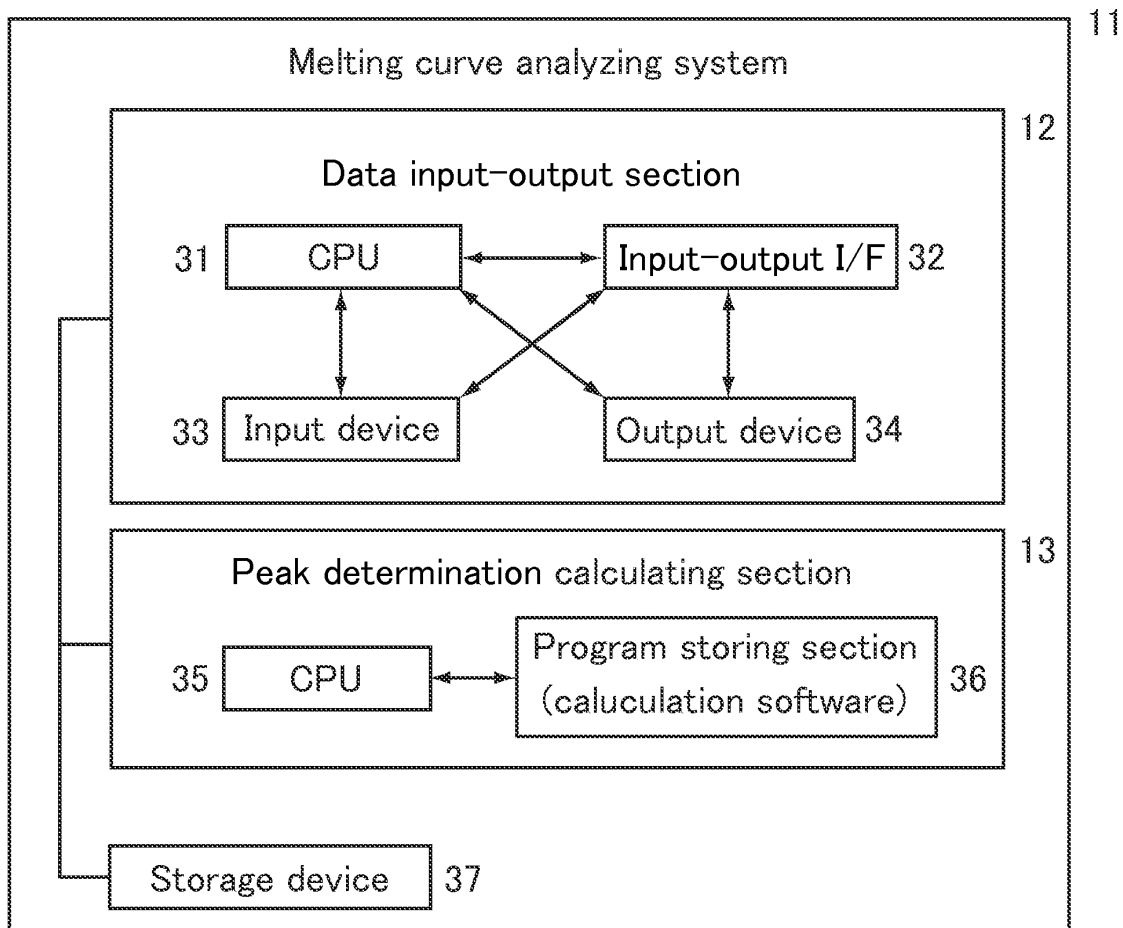 11
Melting curve analyzing system
12
Data input-output section
31 CPU Input-output I/F 32
33 Input device Output device 34
13
Peak determination calculating section
35 CPU Program storing section 36
(caluculation software)
Storage device 37